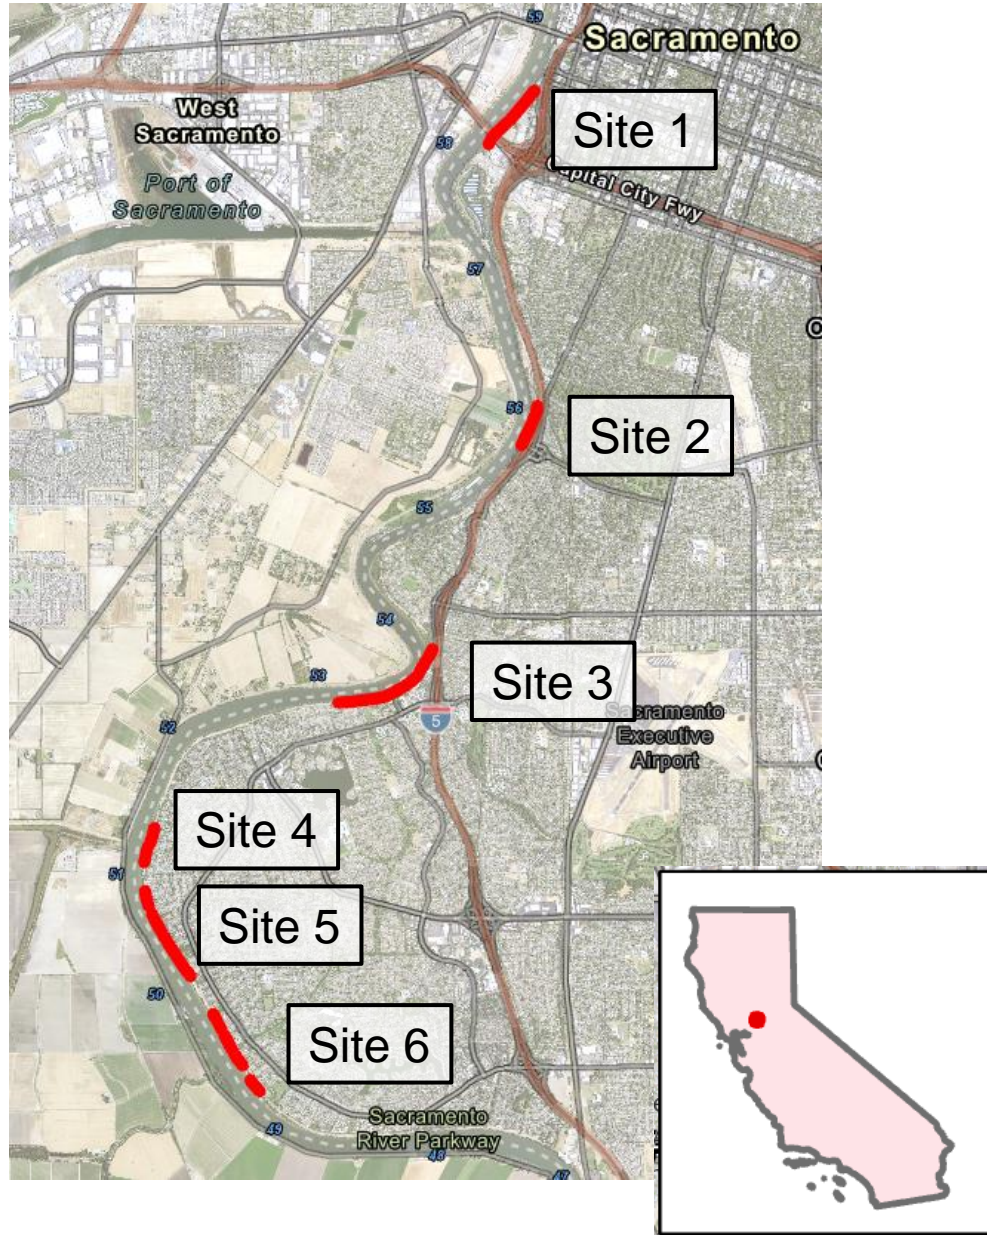 59
Sacramento
West
Sacramento
58
Site 1
Port of
Sacramento
Capital City Fwy
57
O
56
Site 2
55
54
53
Site 3
52
5
Sacramento
Executive
Airport
Site 4
51
Site 5
50
Site 6
49
Sacramento
River Parkway
48
47